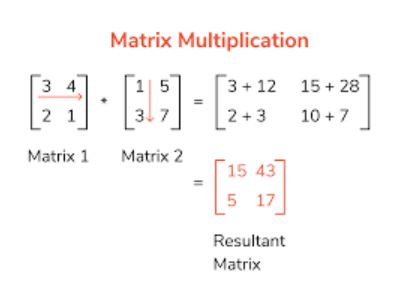 Matrix Multiplication
3 4 * 1 5 = 3 + 12 15 + 28
2 1 3 7 2 + 3 10 + 7
Matrix 1 Matrix 2
= 15 43
5 17
Resultant
Matrix